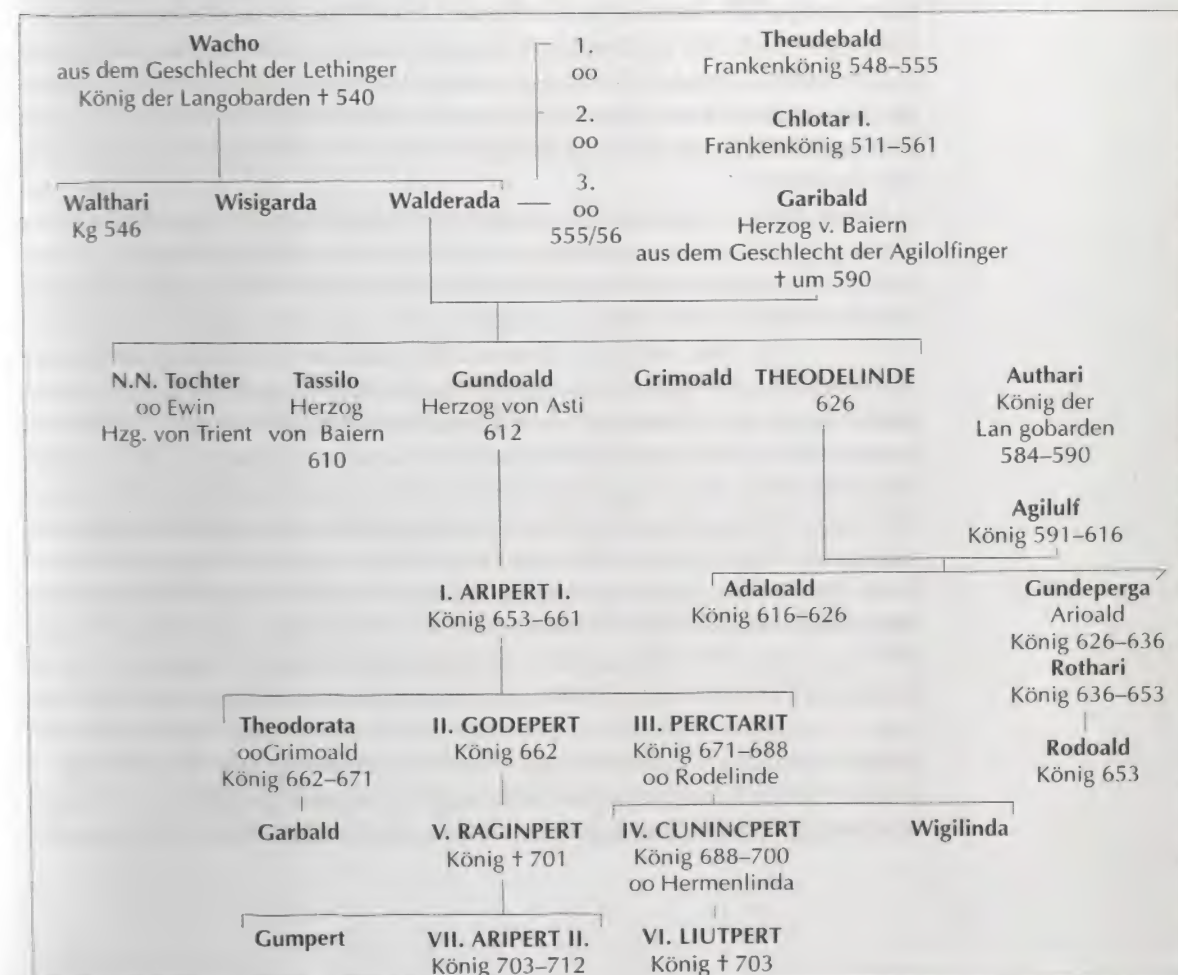 Wacho
aus dem Geschlecht der Lethinger
König der Langobarden † 540
1.
oo
2.
oo
3.
oo
555/56
Theudebald
Frankenkönig 548–555
Chlotar I.
Frankenkönig 511–561
Garibald
Herzog v. Baiern
aus dem Geschlecht der Agilolfinger
† um 590
Walthari
Kg 546
Wisigarda
Walderada
N.N. Tochter
oo Ewin
Hzg. von Trient
Tassilo
Herzog
von Baiern
610
Gundoald
Herzog von Asti
612
Grimoald
THEODELINDE
626
Authari
König der
Lan gobarden
584–590
Agilulf
König 591–616
I. ARIPERT I.
König 653–661
Adaloald
König 616–626
Gundeperga
Arioald
König 626–636
Rothari
König 636–653
Rodoald
König 653
Theodorata
ooGrimoald
König 662–671
II. GODEPERT
König 662
III. PERCTARIT
König 671–688
oo Rodelinde
Garbald
V. RAGINPERT
König † 701
IV. CUNINCPERT
König 688–700
oo Hermenlinda
Wigilinda
Gumpert
VII. ARIPERT II.
König 703–712
VI. LIUTPERT
König † 703